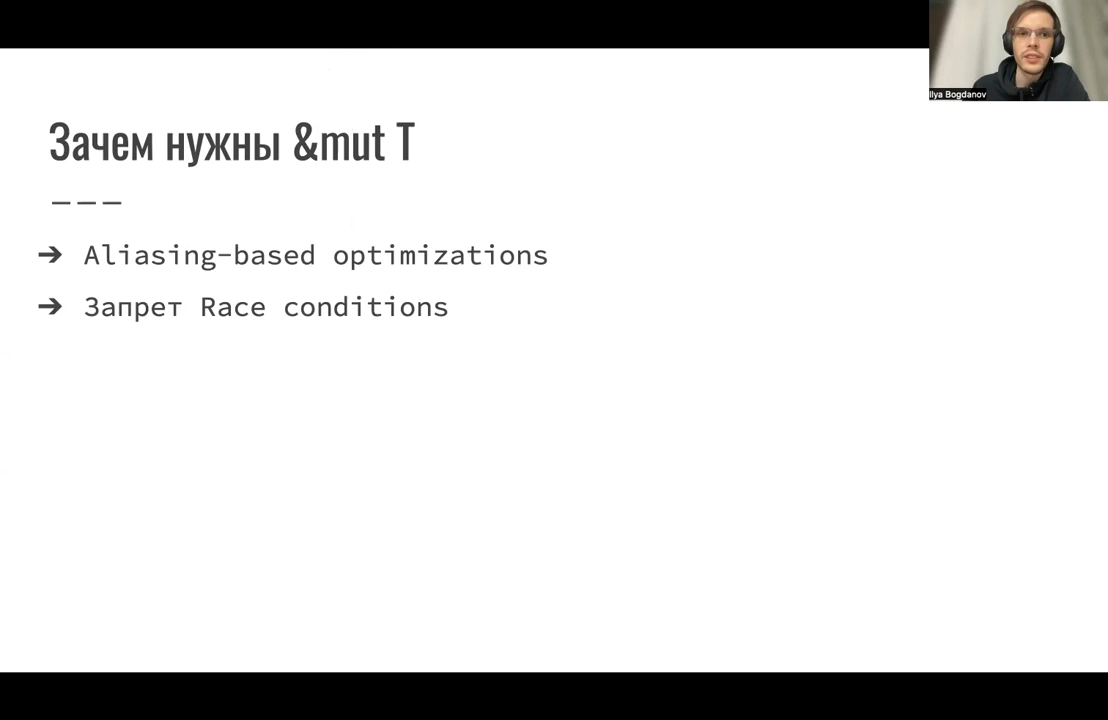 Ilya Bogdanov
Зачем нужны &mut T
---
➔ Aliasing-based optimizations
➔ Запрет Race conditions